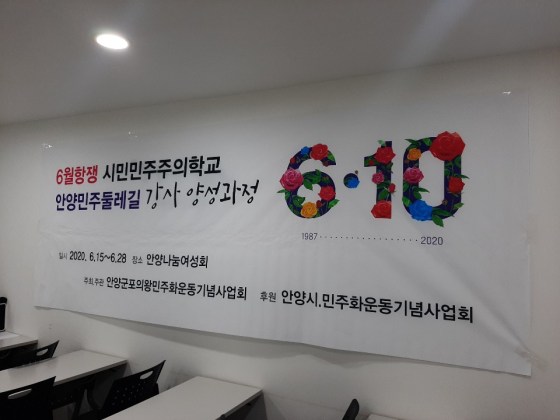 6월항쟁 시민민주주의학교
안양민주둘레길 강사 양성과정
6·10
1987 ··················· 2020
일시 2020. 6.15~6.28 장소 안양나눔여성회
주최.주관 안양군포의왕민주화운동기념사업회 후원 안양시.민주화운동기념사업회